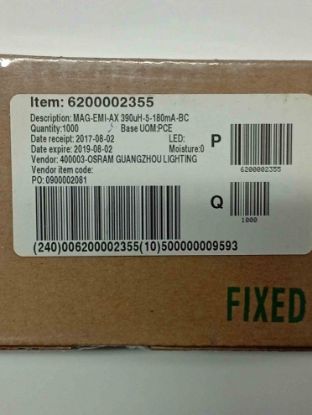 Item: 6200002355
Description: MAG-EMI-AX 390uH-5-180mA-BC
Quantity:1000 Base UOM:PCE
Date receipt: 2017-08-02 LED:
Date expire: 2019-08-02 Moisture:0
Vendor: 400003-OSRAM GUANGZHOU LIGHTING
Vendor item code:
PO: 0900002081
P
6200002355
Q
1000
(240)006200002355(10)500000009593
FIXED